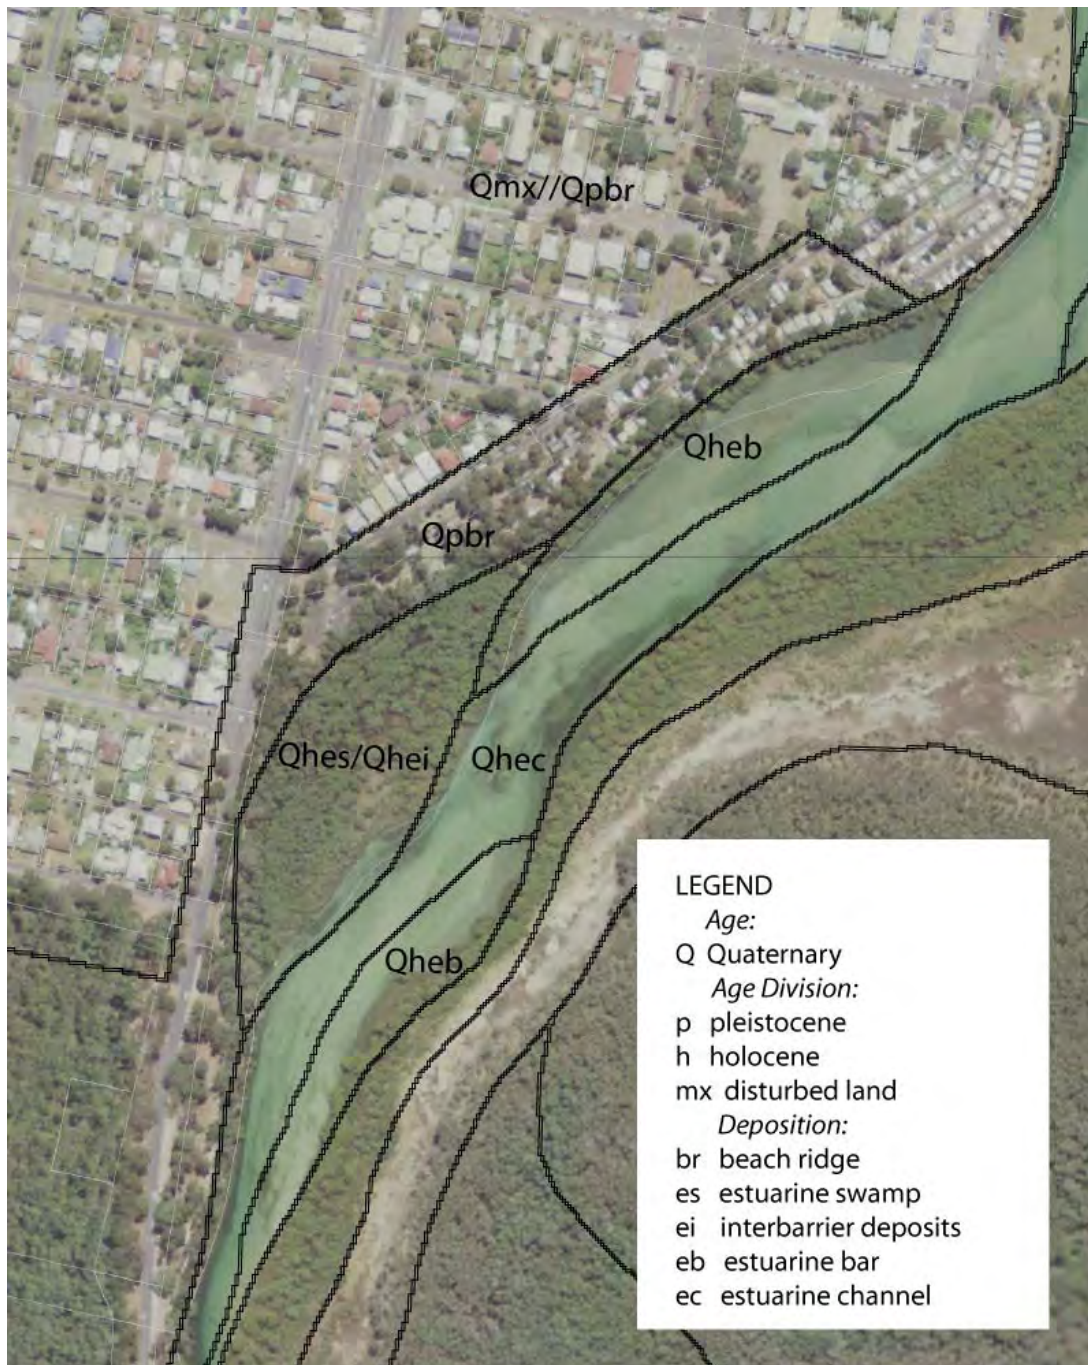 Qmx//Qpbr
Qheb
Qpbr
Qhes/Qhei
Qhec
Qheb
LEGEND
Age:
Q Quaternary
Age Division:
p pleistocene
h holocene
mx disturbed land
Deposition:
br beach ridge
es estuarine swamp
ei interbarrier deposits
eb estuarine bar
ec estuarine channel